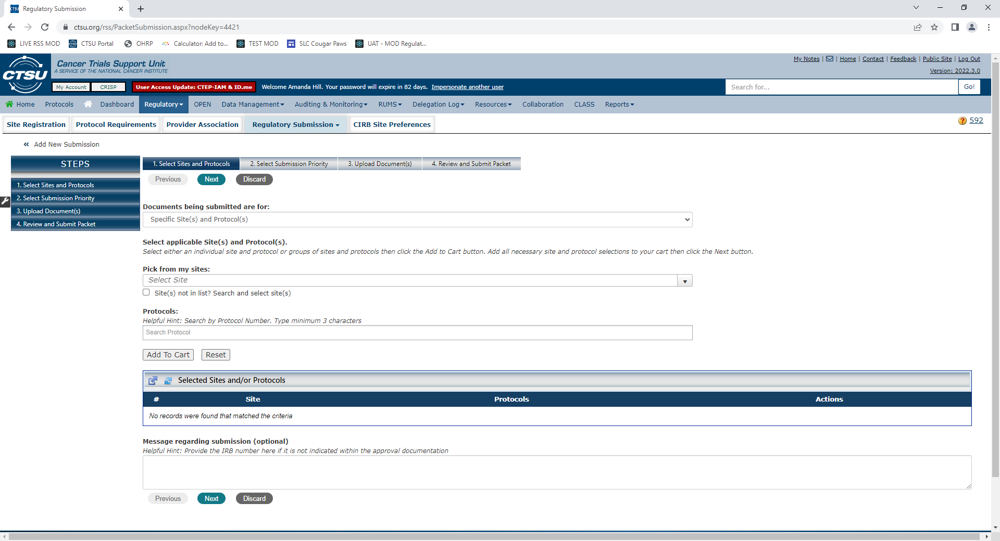 Regulatory Submission
ctsu.org/rss/PacketSubmission.aspx?nodeKey=4421
LIVE RSS MOD CTSU Portal OHRP Calculator: Add to... TEST MOD SLC Cougar Paws UAT - MOD Regulat...
My Notes | | Home | Contact | Feedback | Public Site | Log Out
CTSU
Cancer Trials Support Unit
A SERVICE OF THE NATIONAL CANCER INSTITUTE
Version: 2022.3.0
My Account CRISP User Access Update: CTEP-IAM & ID.me Welcome Amanda Hill. Your password will expire in 82 days. Impersonate another user Search for... Go!
Home Protocols Dashboard Regulatory OPEN Data Management Auditing & Monitoring RUMS Delegation Log Resources Collaboration CLASS Reports
Site Registration Protocol Requirements Provider Association Regulatory Submission CIRB Site Preferences 592
« Add New Submission
STEPS
1. Select Sites and Protocols
2. Select Submission Priority
3. Upload Document(s)
4. Review and Submit Packet
1. Select Sites and Protocols 2. Select Submission Priority 3. Upload Document(s) 4. Review and Submit Packet
Previous Next Discard
Documents being submitted are for:
Specific Site(s) and Protocol(s)
Select applicable Site(s) and Protocol(s).
Select either an individual site and protocol or groups of sites and protocols then click the Add to Cart button. Add all necessary site and protocol selections to your cart then click the Next button.
Pick from my sites:
Select Site
Site(s) not in list? Search and select site(s)
Protocols:
Helpful Hint: Search by Protocol Number. Type minimum 3 characters
Search Protocol
Add To Cart Reset
Selected Sites and/or Protocols
# Site Protocols Actions
No records were found that matched the criteria
Message regarding submission (optional)
Helpful Hint: Provide the IRB number here if it is not indicated within the approval documentation
Previous Next Discard